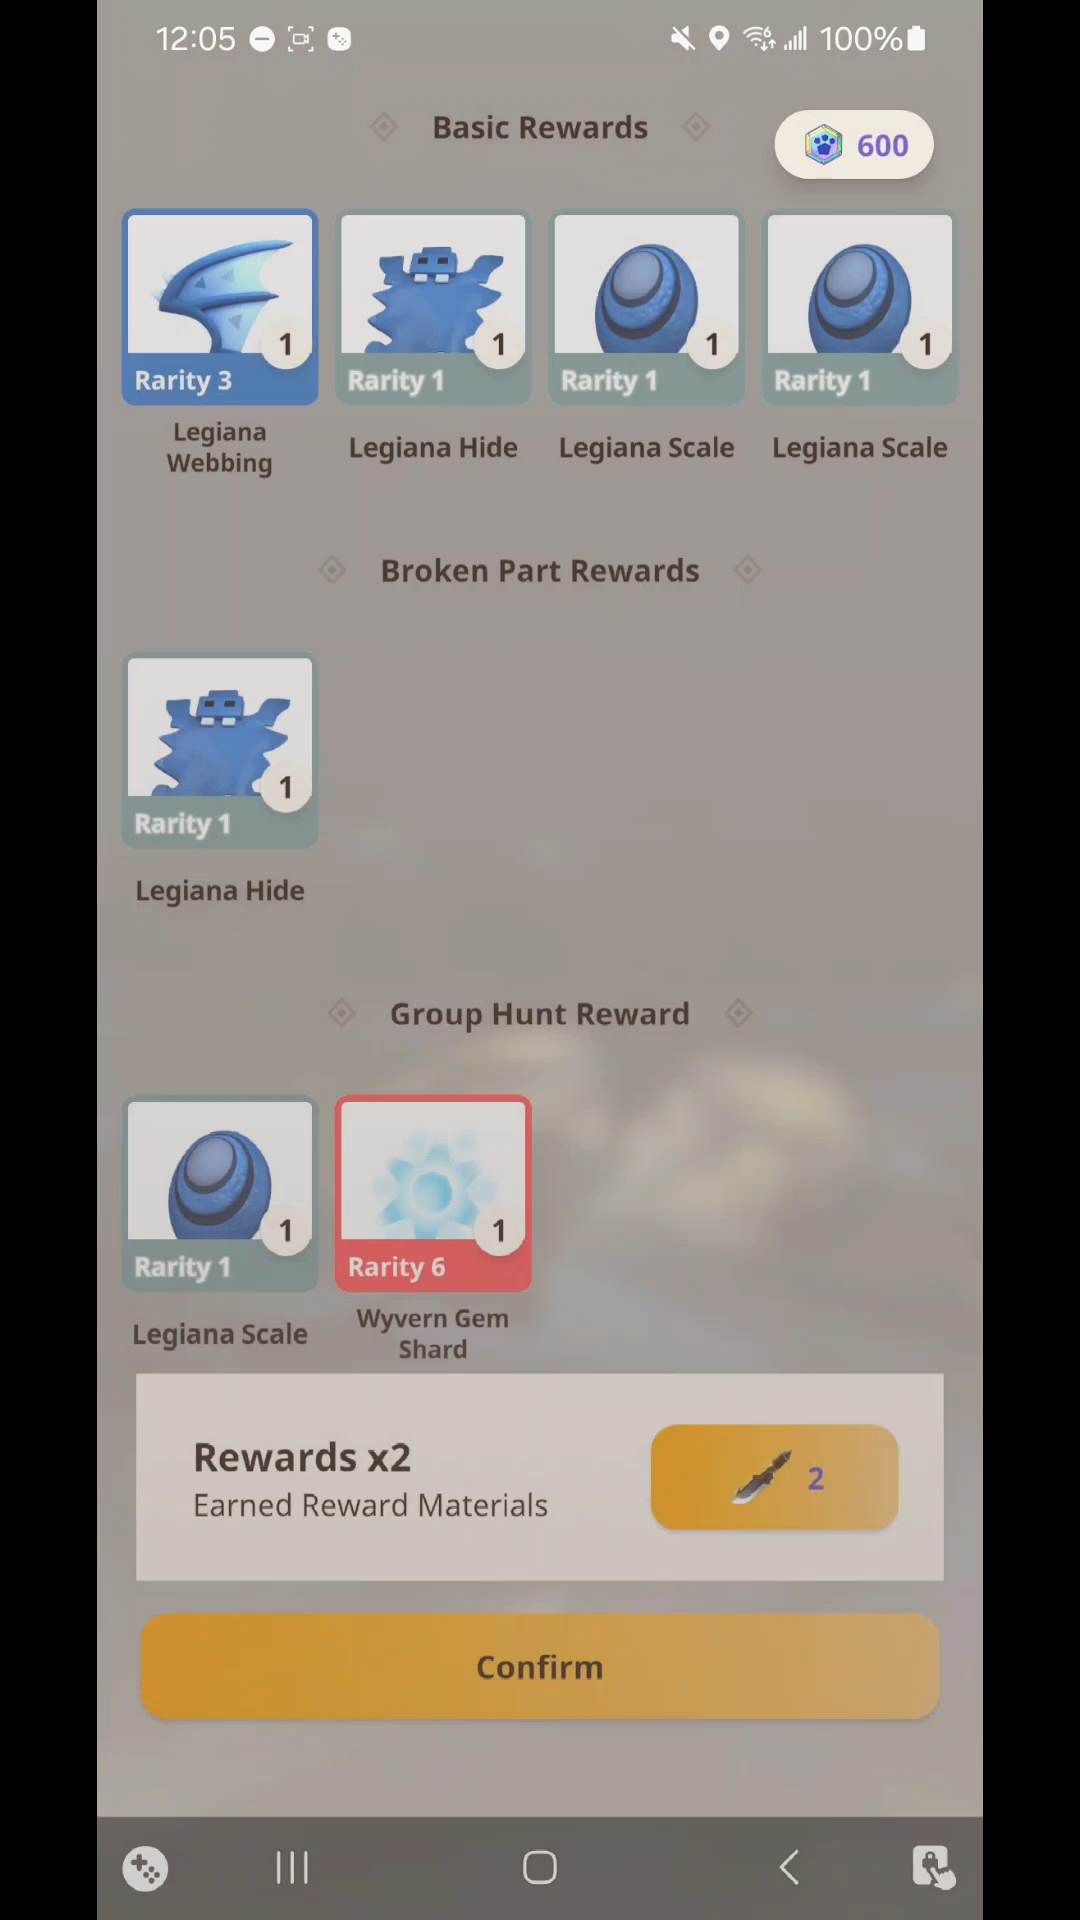 12:05
100%
Basic Rewards
600
1
1
1
1
Rarity 3
Rarity 1
Rarity 1
Rarity 1
Legiana
Webbing
Legiana Hide
Legiana Scale
Legiana Scale
Broken Part Rewards
1
Rarity 1
Legiana Hide
Group Hunt Reward
1
1
Rarity 1
Rarity 6
Legiana Scale
Wyvern Gem
Shard
Rewards x2
Earned Reward Materials
2
Confirm